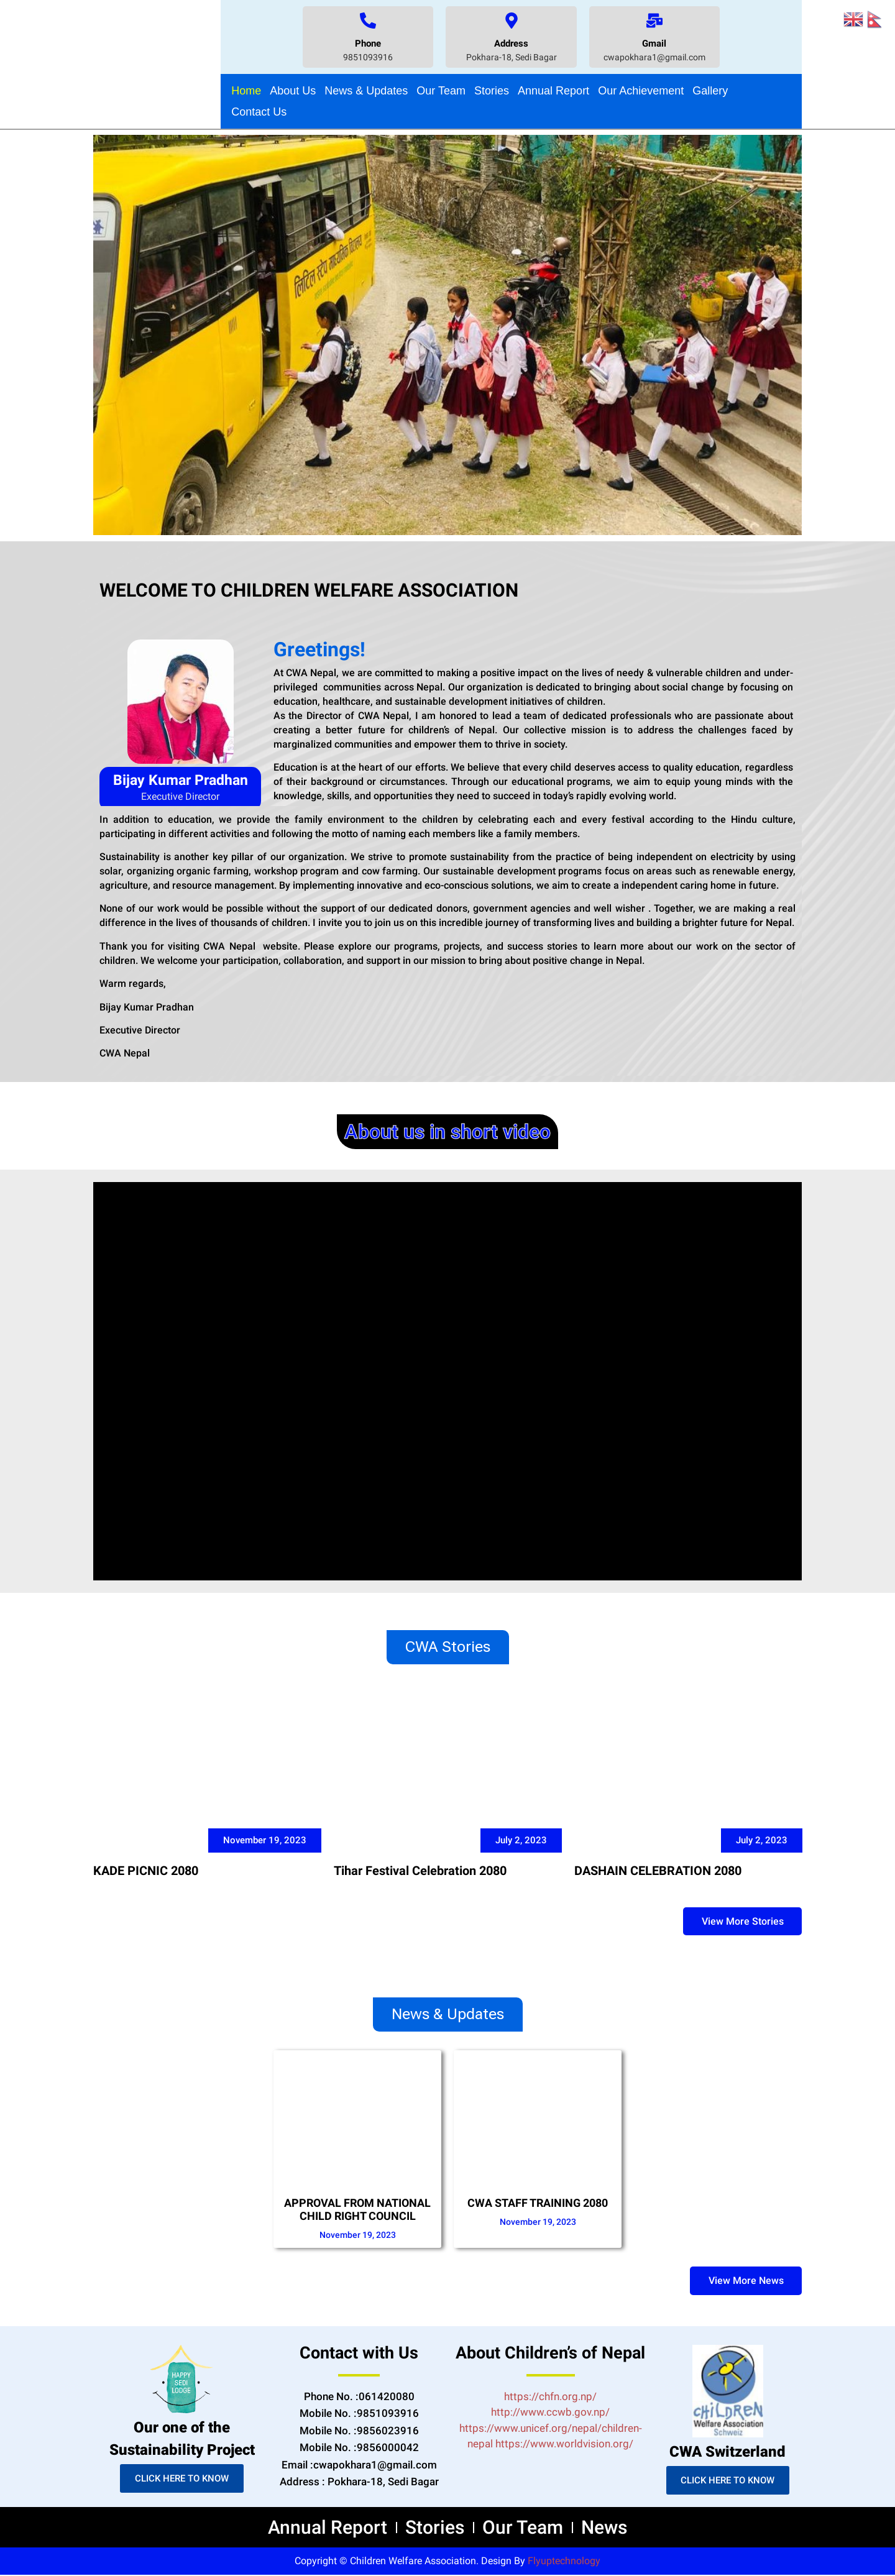 Phone
9851093916
Address
Pokhara-18, Sedi Bagar
Gmail
cwapokhara1@gmail.com
Home About Us News & Updates Our Team Stories Annual Report Our Achievement Gallery
Contact Us
लिटिल स्टेप माध्यमिक विद्यालय
WELCOME TO CHILDREN WELFARE ASSOCIATION
Bijay Kumar Pradhan
Executive Director
Greetings!
At CWA Nepal, we are committed to making a positive impact on the lives of needy & vulnerable children and under-
privileged communities across Nepal. Our organization is dedicated to bringing about social change by focusing on
education, healthcare, and sustainable development initiatives of children.
As the Director of CWA Nepal, I am honored to lead a team of dedicated professionals who are passionate about
creating a better future for children's of Nepal. Our collective mission is to address the challenges faced by
marginalized communities and empower them to thrive in society.
Education is at the heart of our efforts. We believe that every child deserves access to quality education, regardless
of their background or circumstances. Through our educational programs, we aim to equip young minds with the
knowledge, skills, and opportunities they need to succeed in today's rapidly evolving world.
In addition to education, we provide the family environment to the children by celebrating each and every festival according to the Hindu culture,
participating in different activities and following the motto of naming each members like a family members.
Sustainability is another key pillar of our organization. We strive to promote sustainability from the practice of being independent on electricity by using
solar, organizing organic farming, workshop program and cow farming. Our sustainable development programs focus on areas such as renewable energy,
agriculture, and resource management. By implementing innovative and eco-conscious solutions, we aim to create a independent caring home in future.
None of our work would be possible without the support of our dedicated donors, government agencies and well wisher . Together, we are making a real
difference in the lives of thousands of children. I invite you to join us on this incredible journey of transforming lives and building a brighter future for Nepal.
Thank you for visiting CWA Nepal website. Please explore our programs, projects, and success stories to learn more about our work on the sector of
children. We welcome your participation, collaboration, and support in our mission to bring about positive change in Nepal.
Warm regards,
Bijay Kumar Pradhan
Executive Director
CWA Nepal
About us in short video
CWA Stories
November 19, 2023
KADE PICNIC 2080
July 2, 2023
Tihar Festival Celebration 2080
July 2, 2023
DASHAIN CELEBRATION 2080
View More Stories
News & Updates
APPROVAL FROM NATIONAL
CHILD RIGHT COUNCIL
November 19, 2023
CWA STAFF TRAINING 2080
November 19, 2023
View More News
HAPPY
SEDI
LODGE
Our one of the
Sustainability Project
CLICK HERE TO KNOW
Contact with Us
Phone No. :061420080
Mobile No. :9851093916
Mobile No. :9856023916
Mobile No. :9856000042
Email :cwapokhara1@gmail.com
Address : Pokhara-18, Sedi Bagar
About Children's of Nepal
https://chfn.org.np/
http://www.ccwb.gov.np/
https://www.unicef.org/nepal/children-
nepal https://www.worldvision.org/
CHILDREN
Welfare Association
Schweiz
CWA Switzerland
CLICK HERE TO KNOW
Annual Report Stories Our Team News
Copyright © Children Welfare Association. Design By Flyuptechnology